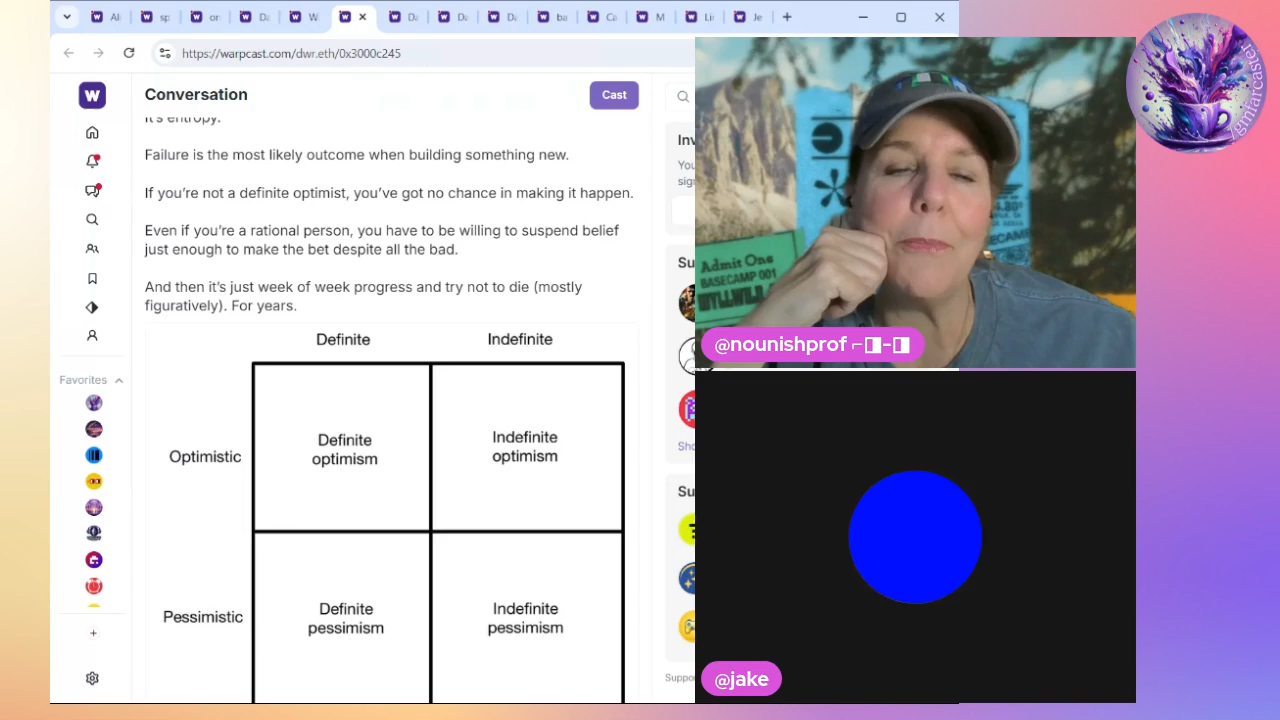 https://warpcast.com/dwr.eth/0x3000c245
Conversation
Cast
It's entropy.
Failure is the most likely outcome when building something new.
If you're not a definite optimist, you've got no chance in making it happen.
Even if you're a rational person, you have to be willing to suspend belief
just enough to make the bet despite all the bad.
And then it's just week of week progress and try not to die (mostly
figuratively). For years.
Definite
Indefinite
Optimistic
Definite
optimism
Indefinite
optimism
Pessimistic
Definite
pessimism
Indefinite
pessimism
Favorites
Admit One
BASECAMP 001
@nounishprof ⌐◨-◨
@jake